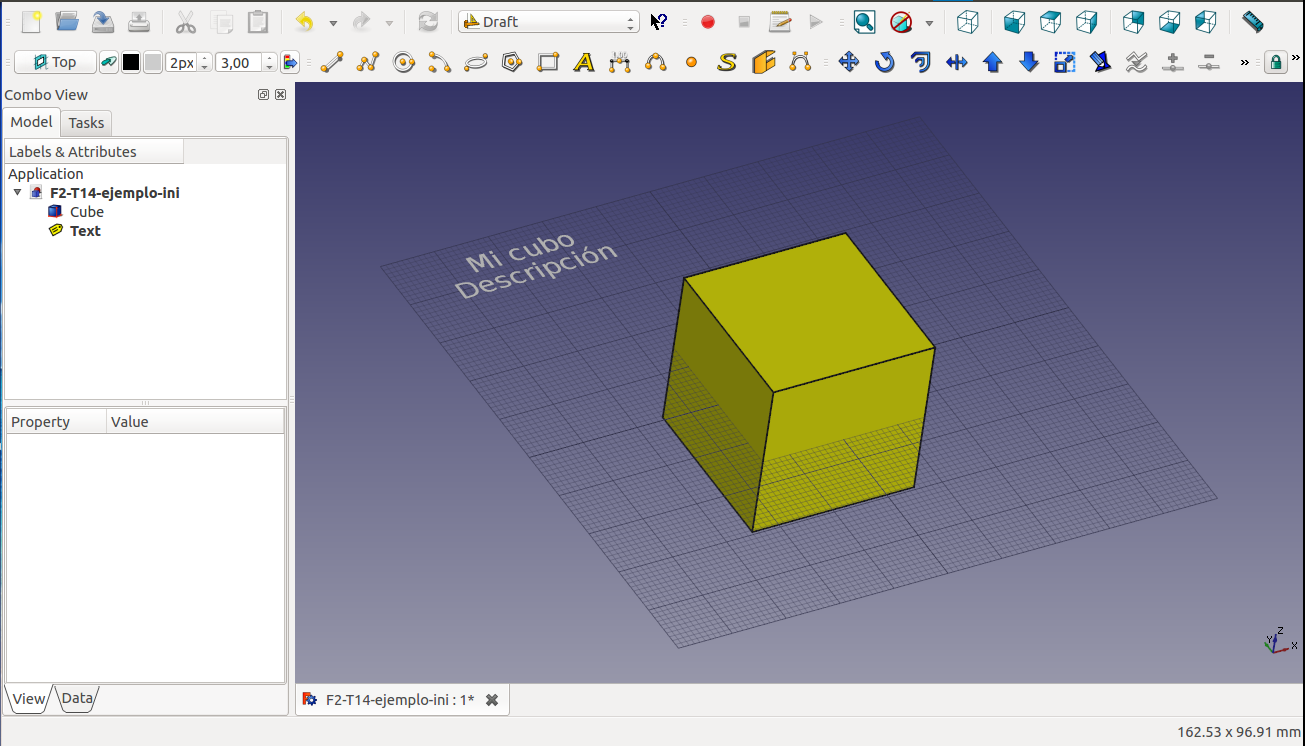 Draft
Top
2px
3,00
A
S
»
»
Combo View
Model
Tasks
Labels & Attributes
Application
F2-T14-ejemplo-ini
Cube
Text
Mi cubo
Descripción
Property
Value
Z
Y
X
View
Data
F2-T14-ejemplo-ini : 1*
162.53 x 96.91 mm